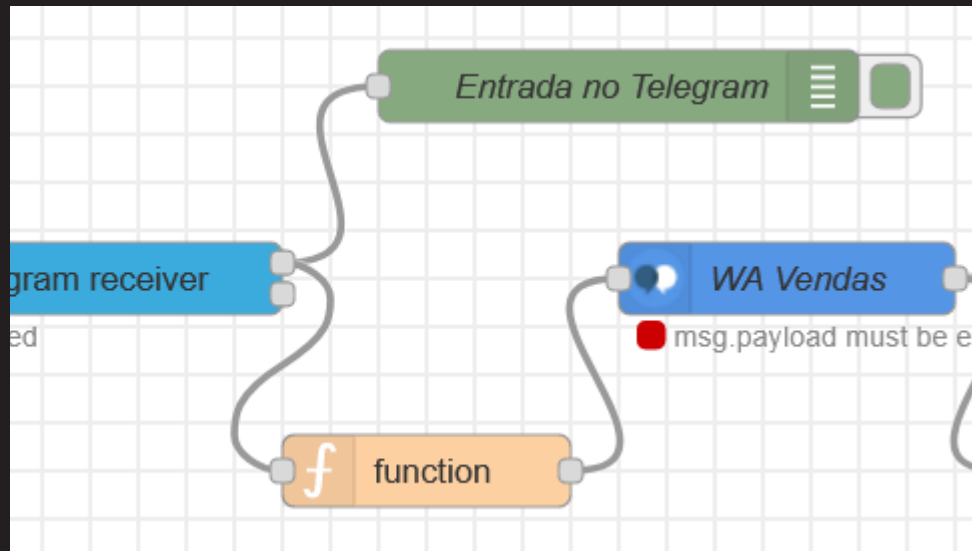 Entrada no Telegram
gram receiver
WA Vendas
ed
msg.payload must be e
function